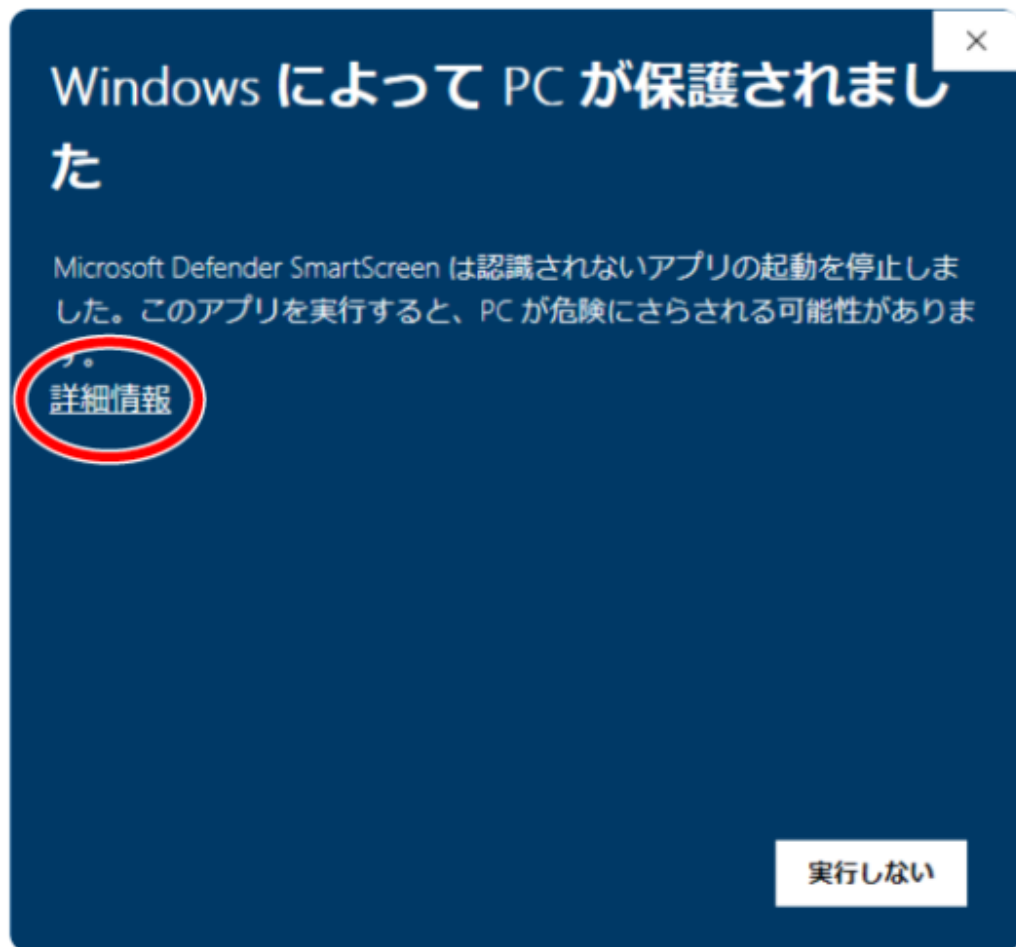 Windows によって PC が保護されまし
た
Microsoft Defender SmartScreen は認識されないアプリの起動を停止しま
した。このアプリを実行すると、PC が危険にさらされる可能性がありま
す。
詳細情報
実行しない